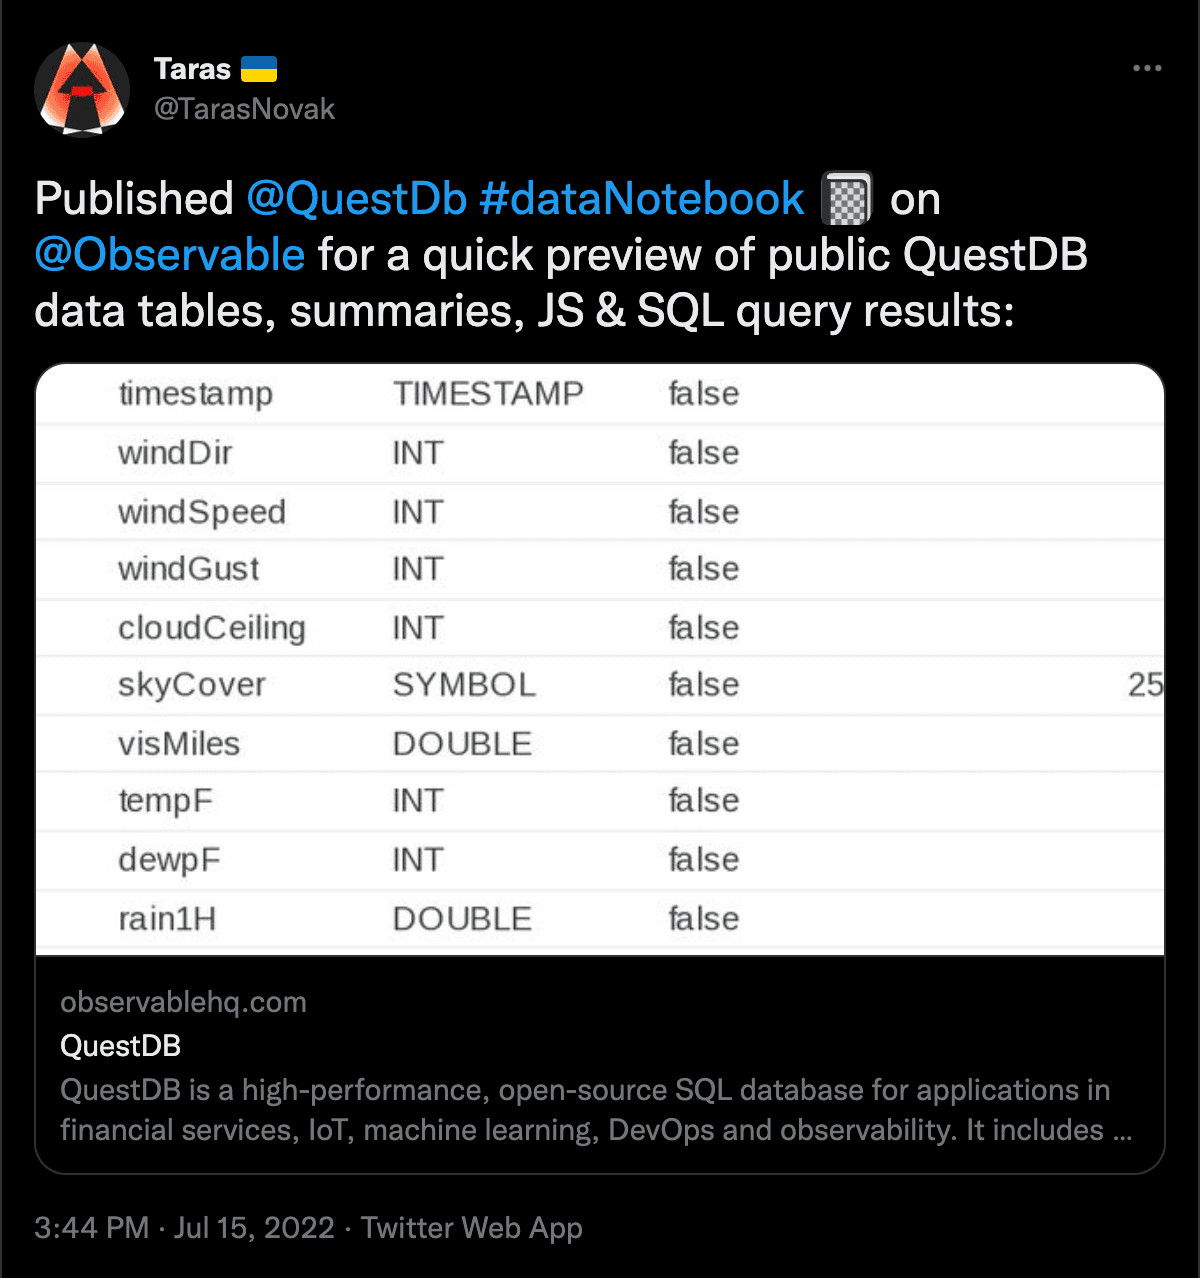 Taras 🇺🇦
@TarasNovak
Published @QuestDb #dataNotebook 📓 on
@Observable for a quick preview of public QuestDB
data tables, summaries, JS & SQL query results:
timestamp TIMESTAMP false
windDir INT false
windSpeed INT false
windGust INT false
cloudCeiling INT false
skyCover SYMBOL false 25
visMiles DOUBLE false
tempF INT false
dewpF INT false
rain1H DOUBLE false
observablehq.com
QuestDB
QuestDB is a high-performance, open-source SQL database for applications in
financial services, IoT, machine learning, DevOps and observability. It includes ...
3:44 PM · Jul 15, 2022 · Twitter Web App